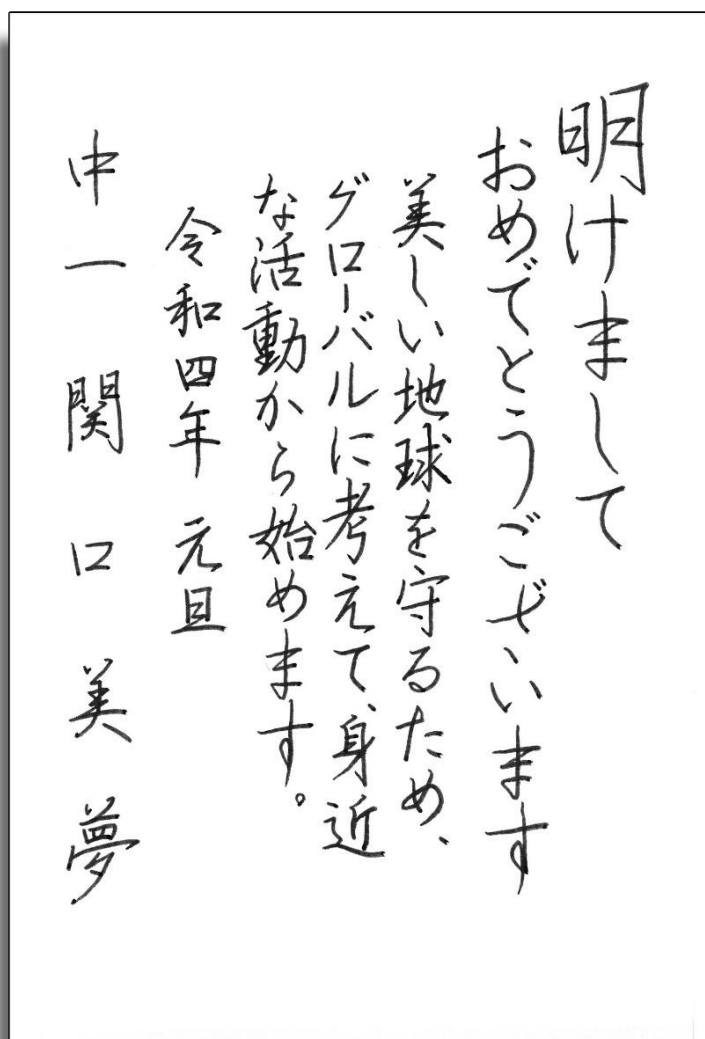 明けまして
おめでとうございます
美しい地球を守るため、
グローバルに考えて、身近
な活動から始めます。
令和四年 元旦
中一 関口美夢